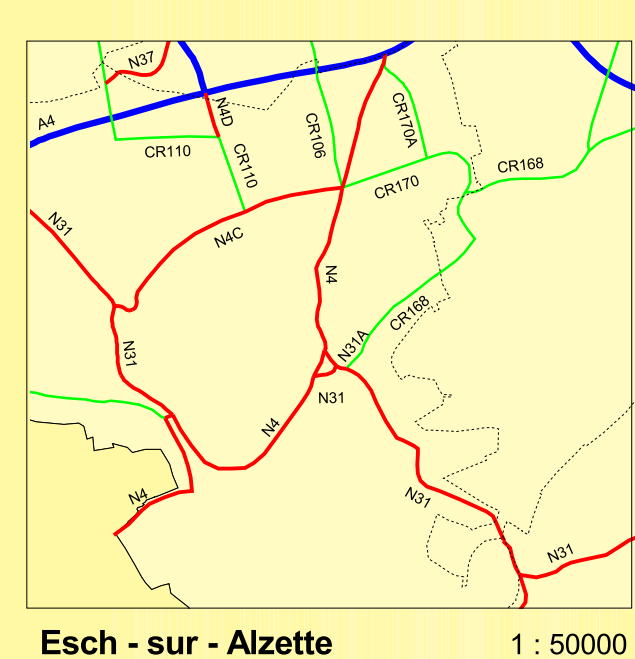 N37
A4
N4D
CR110
CR110
CR106
CR170A
CR170
CR168
N31
N4C
N4
CR168
N31
N31A
N31
N4
N4
N31
N31
Esch - sur - Alzette
1 : 50000